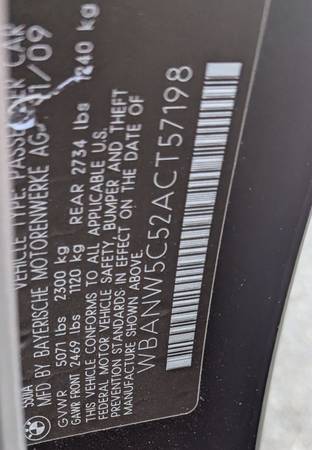 VEHICLE TYPE: PASSENGER CAR
MFD BY BAYERISCHE MOTORENWERKE AG 01/09
GVWR 5071 lbs 2300 kg
GAWR FRONT 2469 lbs 1120 kg REAR 2734 lbs 1240 kg
THIS VEHICLE CONFORMS TO ALL APPLICABLE U.S.
FEDERAL MOTOR VEHICLE SAFETY, BUMPER AND THEFT
PREVENTION STANDARDS IN EFFECT ON THE DATE OF
MANUFACTURE SHOWN ABOVE.
WBANW5C52ACT57198